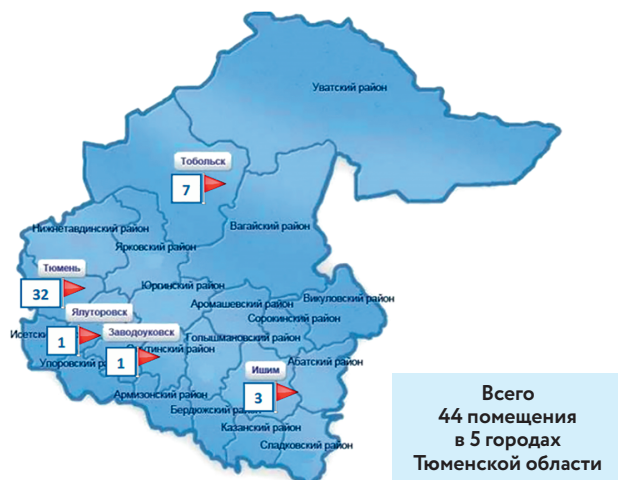 Уватский район
Тобольск
7
Вагайский район
Нижнетавдинский район
Ярковский район
Тюмень
32
Юргинский район
Викуловский район
Аромашевский район
Сорокинский район
Ялуторовск
1
Заводоуковск
1
Голышмановский район
Абатский район
Ишим
3
Армизонский район
Бердюжский район
Казанский район
Сладковский район
Всего
44 помещения
в 5 городах
Тюменской области